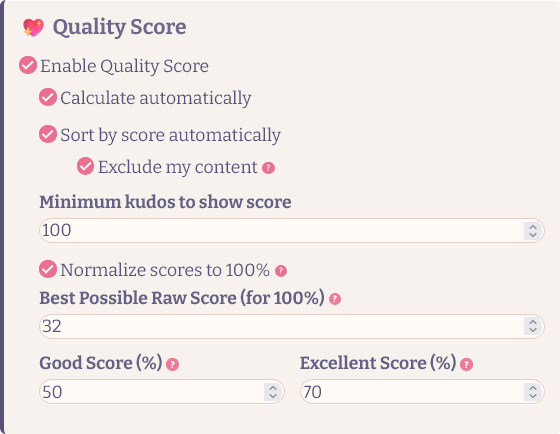 💖 Quality Score
Enable Quality Score
Calculate automatically
Sort by score automatically
Exclude my content ?
Minimum kudos to show score
100
Normalize scores to 100% ?
Best Possible Raw Score (for 100%) ?
32
Good Score (%) ? Excellent Score (%) ?
50 70